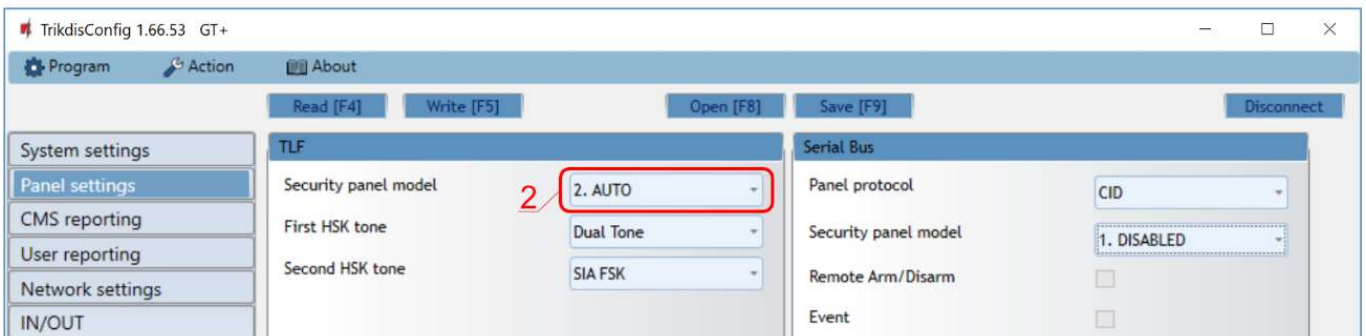 TrikdisConfig 1.66.53 GT+
Program Action About
Read [F4] Write [F5] Open [F8] Save [F9] Disconnect
System settings
Panel settings
CMS reporting
User reporting
Network settings
IN/OUT
TLF
Security panel model 2 2. AUTO
First HSK tone Dual Tone
Second HSK tone SIA FSK
Serial Bus
Panel protocol CID
Security panel model 1. DISABLED
Remote Arm/Disarm
Event